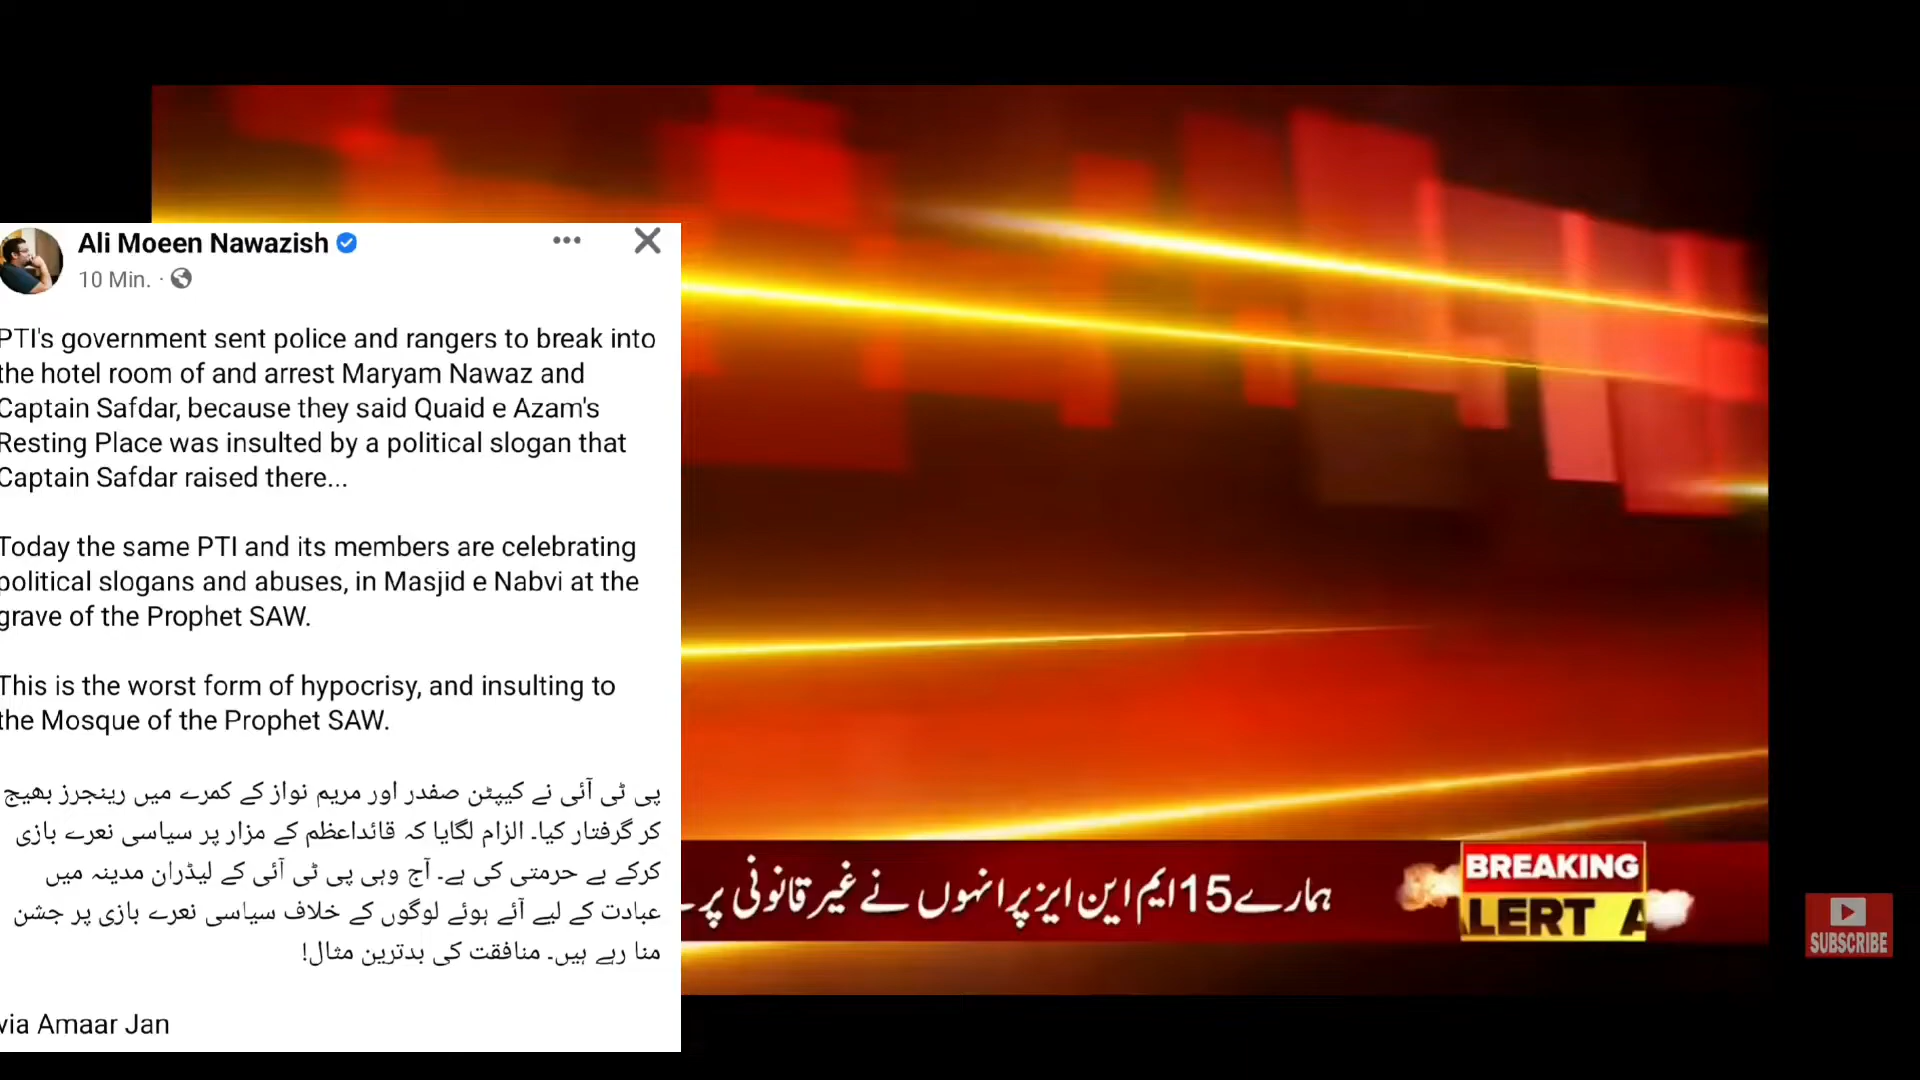 Ali Moeen Nawazish
10 Min. ·
PTI's government sent police and rangers to break into
the hotel room of and arrest Maryam Nawaz and
Captain Safdar, because they said Quaid e Azam's
Resting Place was insulted by a political slogan that
Captain Safdar raised there...
Today the same PTI and its members are celebrating
political slogans and abuses, in Masjid e Nabvi at the
grave of the Prophet SAW.
This is the worst form of hypocrisy, and insulting to
the Mosque of the Prophet SAW.
پی ٹی آئی نے کیپٹن صفدر اور مریم نواز کے کمرے میں رینجرز بھیج
کر گرفتار کیا۔ الزام لگایا کہ قائداعظم کے مزار پر سیاسی نعرے بازی
کرکے بے حرمتی کی ہے۔ آج وہی پی ٹی آئی کے لیڈران مدینہ میں
عبادت کے لیے آئے ہوئے لوگوں کے خلاف سیاسی نعرے بازی پر جشن
منا رہے ہیں۔ منافقت کی بدترین مثال!
via Amaar Jan
ہمارے 15 ایم این ایز پر انہوں نے غیر قانونی پر
BREAKING
ALERT A
SUBSCRIBE